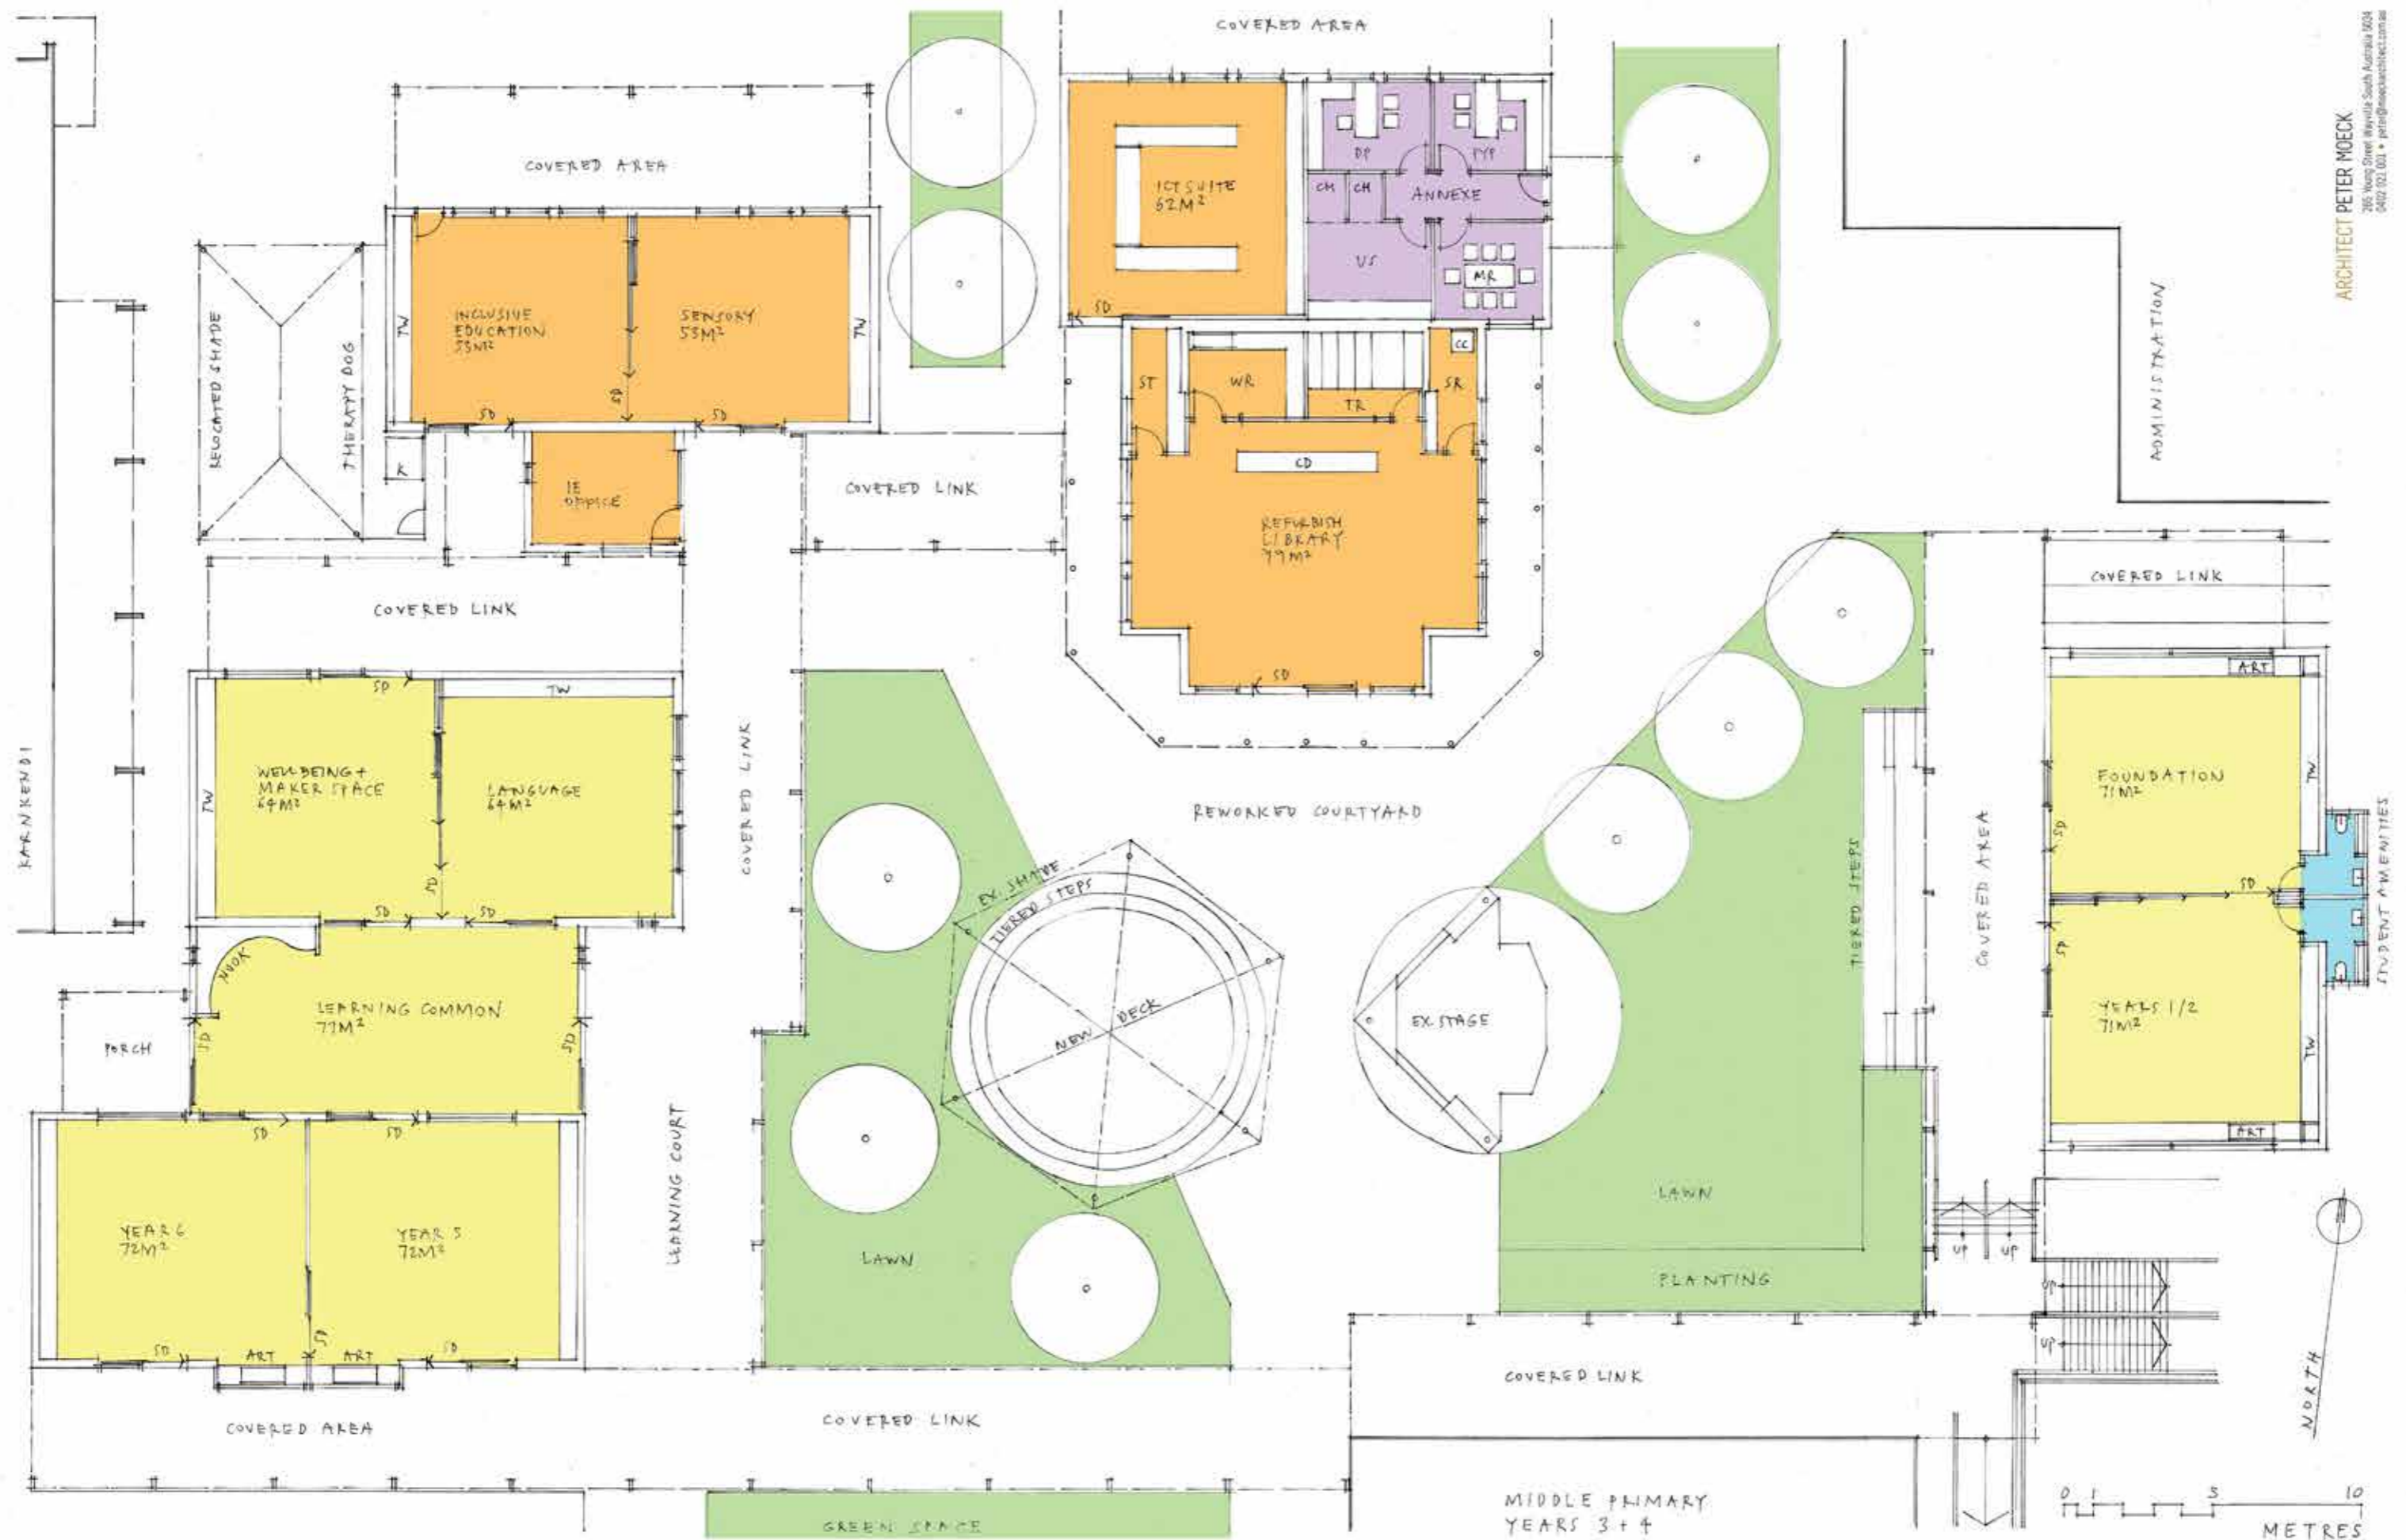 COVERED AREA
ARCHITECT PETER MOECK
COVERED AREA
ICT SUITE
62M²
DP
PYP
CM
CH
ANNEXE
US
MR
SD
INCLUSIVE
EDUCATION
53M²
SENSORY
53M²
TW
TW
SD
SD
SD
RELOCATED SHADE
THERAPY DOG
IE
OFFICE
COVERED LINK
ST
WR
TR
SR
CC
CD
REFURBISH
LIBRARY
99M²
SD
ADMINISTRATION
COVERED LINK
COVERED LINK
KARNKENDI
TW
WELLBEING +
MAKER SPACE
64M²
SD
TW
LANGUAGE
64M²
SD
SD
SD
COVERED LINK
REWORKED COURTYARD
EX. SHADE
TIERED STEPS
NEW DECK
EX. STAGE
TIERED STEPS
COVERED AREA
ART
FOUNDATION
71M²
TW
SD
SD
SD
YEARS 1/2
71M²
TW
ART
STUDENT AMENITIES
NOOK
LEARNING COMMON
77M²
SD
SD
PORCH
SD
SD
YEAR 6
72M²
YEAR 5
72M²
SD
SD
ART
ART
SD
LEARNING COURT
LAWN
LAWN
PLANTING
UP
UP
UP
UP
COVERED AREA
COVERED LINK
COVERED LINK
GREEN SPACE
MIDDLE PRIMARY
YEARS 3 + 4
NORTH
0 1 5 10
METRES